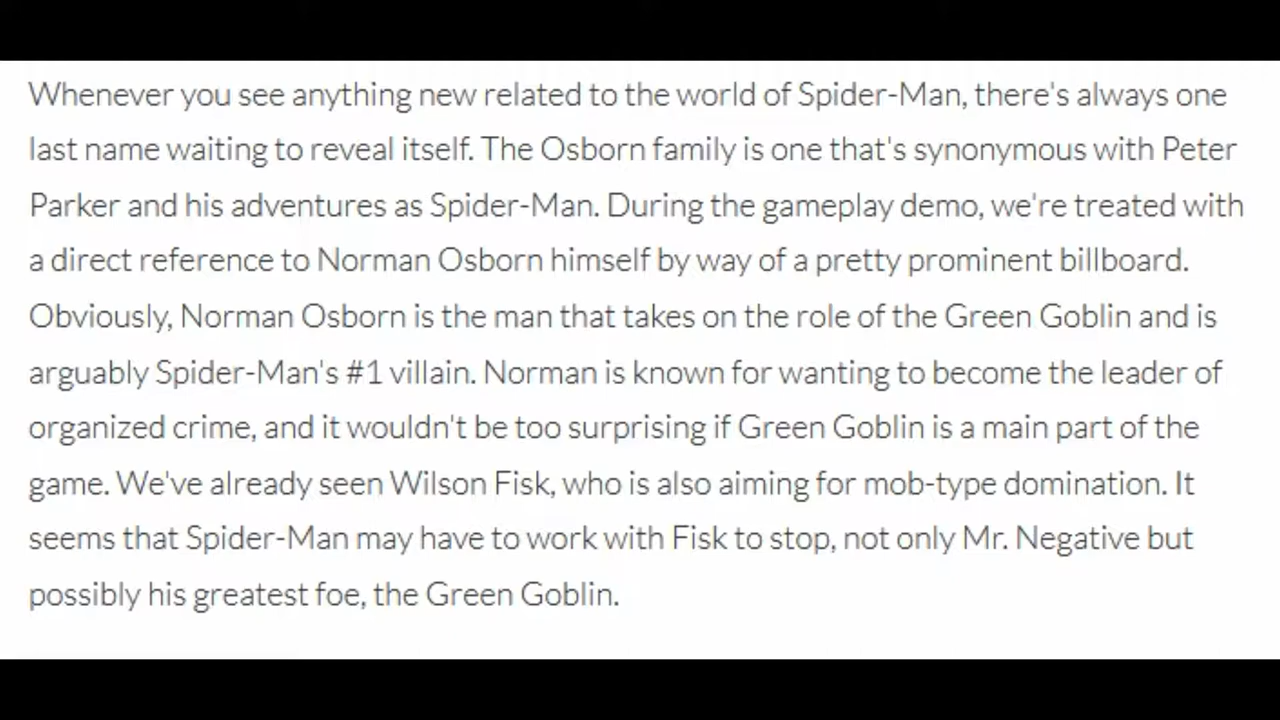 Whenever you see anything new related to the world of Spider-Man, there's always one
last name waiting to reveal itself. The Osborn family is one that's synonymous with Peter
Parker and his adventures as Spider-Man. During the gameplay demo, we're treated with
a direct reference to Norman Osborn himself by way of a pretty prominent billboard.
Obviously, Norman Osborn is the man that takes on the role of the Green Goblin and is
arguably Spider-Man's #1 villain. Norman is known for wanting to become the leader of
organized crime, and it wouldn't be too surprising if Green Goblin is a main part of the
game. We've already seen Wilson Fisk, who is also aiming for mob-type domination. It
seems that Spider-Man may have to work with Fisk to stop, not only Mr. Negative but
possibly his greatest foe, the Green Goblin.